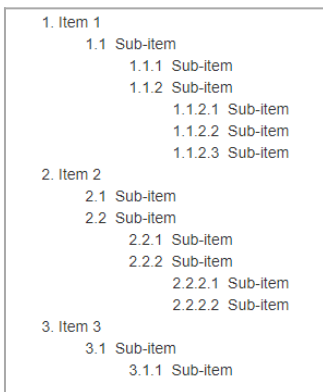 1. Item 1
1.1 Sub-item
1.1.1 Sub-item
1.1.2 Sub-item
1.1.2.1 Sub-item
1.1.2.2 Sub-item
1.1.2.3 Sub-item
2. Item 2
2.1 Sub-item
2.2 Sub-item
2.2.1 Sub-item
2.2.2 Sub-item
2.2.2.1 Sub-item
2.2.2.2 Sub-item
3. Item 3
3.1 Sub-item
3.1.1 Sub-item